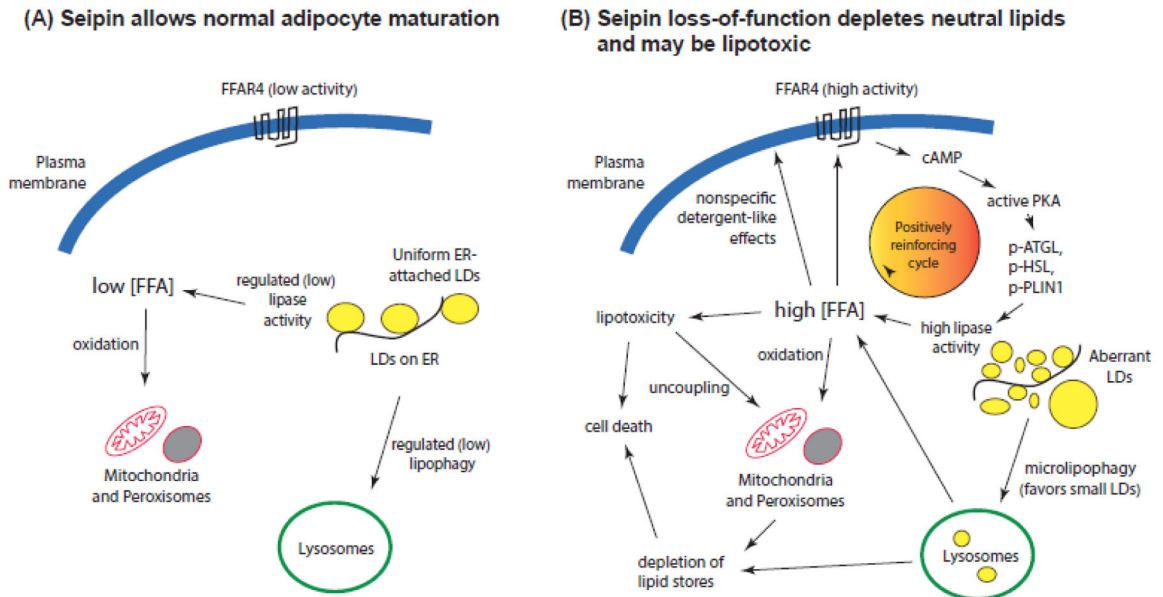 (A) Seipin allows normal adipocyte maturation
FFAR4 (low activity)
Plasma
membrane
Uniform ER-
attached LDs
low [FFA]
regulated (low)
lipase
activity
LDs on ER
oxidation
regulated (low)
lipophagy
Mitochondria
and Peroxisomes
Lysosomes
(B) Seipin loss-of-function depletes neutral lipids
and may be lipotoxic
FFAR4 (high activity)
Plasma
membrane
cAMP
active PKA
nonspecific
detergent-like
effects
Positively
reinforcing
cycle
p-ATGL,
p-HSL,
p-PLIN1
lipotoxicity
high [FFA]
high lipase
activity
Aberrant
LDs
oxidation
uncoupling
cell death
Mitochondria
and Peroxisomes
microlipophagy
(favors small LDs)
depletion of
lipid stores
Lysosomes